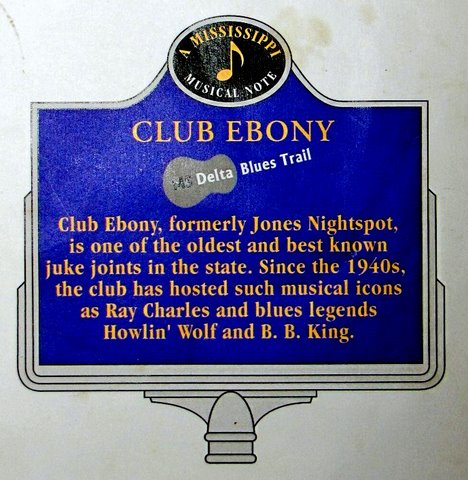 A MISSISSIPPI
MUSICAL NOTE
CLUB EBONY
MS Delta Blues Trail
Club Ebony, formerly Jones Nightspot,
is one of the oldest and best known
juke joints in the state. Since the 1940s,
the club has hosted such musical icons
as Ray Charles and blues legends
Howlin' Wolf and B. B. King.